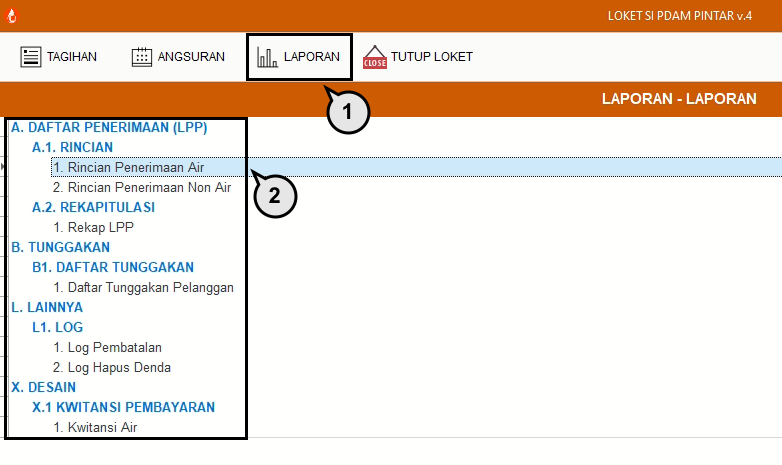 LOKET SI PDAM PINTAR v.4
TAGIHAN ANGSURAN LAPORAN CLOSE TUTUP LOKET
LAPORAN - LAPORAN
1
A. DAFTAR PENERIMAAN (LPP)
A.1. RINCIAN
1. Rincian Penerimaan Air
2. Rincian Penerimaan Non Air
2
A.2. REKAPITULASI
1. Rekap LPP
B. TUNGGAKAN
B1. DAFTAR TUNGGAKAN
1. Daftar Tunggakan Pelanggan
L. LAINNYA
L1. LOG
1. Log Pembatalan
2. Log Hapus Denda
X. DESAIN
X.1 KWITANSI PEMBAYARAN
1. Kwitansi Air